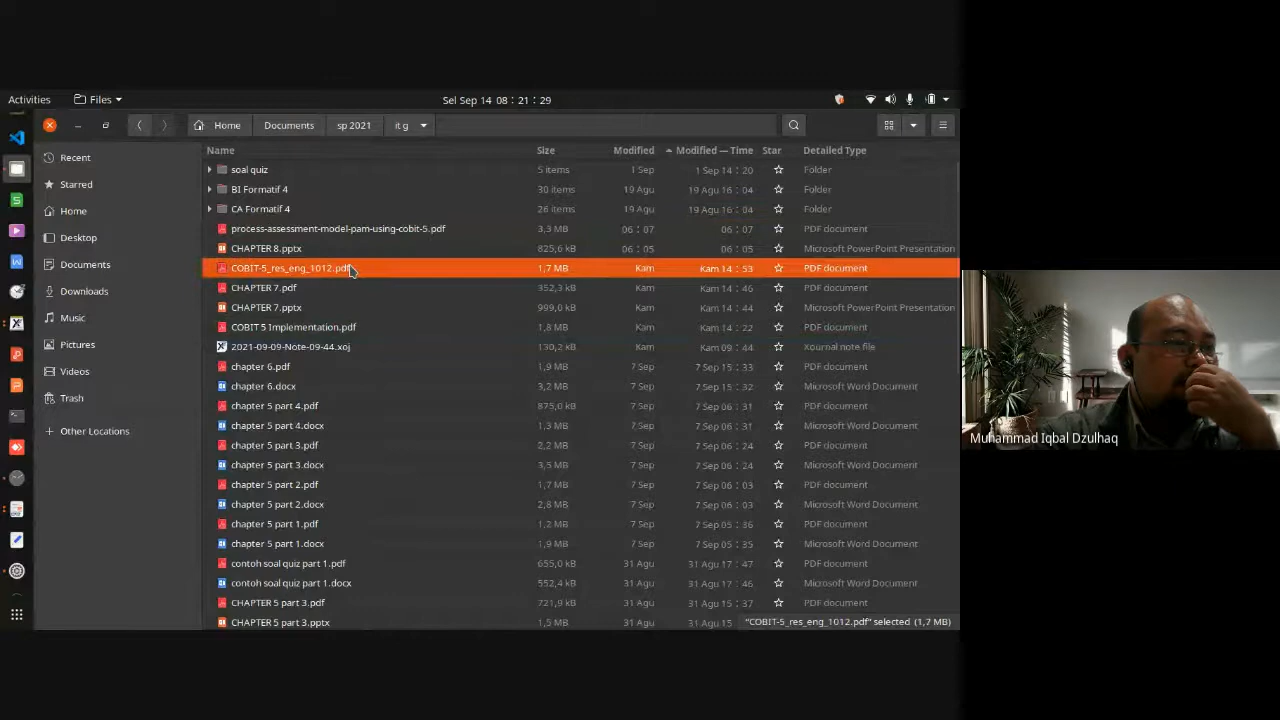 Activities Files Sel Sep 14 08:21:29
Home Documents sp 2021 it g
Name Size Modified Modified — Time Star Detailed Type
Recent
Starred
Home
Desktop
Documents
Downloads
Music
Pictures
Videos
Trash
Other Locations
soal quiz 5 items 1 Sep 1 Sep 14:20 Folder
BI Formatif 4 30 items 19 Agu 19 Agu 16:04 Folder
CA Formatif 4 26 items 19 Agu 19 Agu 16:04 Folder
process-assessment-model-pam-using-cobit-5.pdf 3,3 MB 06:07 06:07 PDF document
CHAPTER 8.pptx 825,6 kB 06:05 06:05 Microsoft PowerPoint Presentation
COBIT-5_res_eng_1012.pdf 1,7 MB Kam Kam 14:53 PDF document
CHAPTER 7.pdf 352,3 kB Kam Kam 14:46 PDF document
CHAPTER 7.pptx 999,0 kB Kam Kam 14:44 Microsoft PowerPoint Presentation
COBIT 5 Implementation.pdf 1,8 MB Kam Kam 14:22 PDF document
2021-09-09-Note-09-44.xoj 130,2 kB Kam Kam 09:44 Xournal note file
chapter 6.pdf 1,9 MB 7 Sep 7 Sep 15:33 PDF document
chapter 6.docx 3,2 MB 7 Sep 7 Sep 15:32 Microsoft Word Document
chapter 5 part 4.pdf 875,0 kB 7 Sep 7 Sep 06:31 PDF document
chapter 5 part 4.docx 1,3 MB 7 Sep 7 Sep 06:31 Microsoft Word Document
chapter 5 part 3.pdf 2,2 MB 7 Sep 7 Sep 06:24 PDF document
chapter 5 part 3.docx 3,5 MB 7 Sep 7 Sep 06:24 Microsoft Word Document
chapter 5 part 2.pdf 1,7 MB 7 Sep 7 Sep 06:03 PDF document
chapter 5 part 2.docx 2,8 MB 7 Sep 7 Sep 06:03 Microsoft Word Document
chapter 5 part 1.pdf 1,2 MB 7 Sep 7 Sep 05:36 PDF document
chapter 5 part 1.docx 1,9 MB 7 Sep 7 Sep 05:35 Microsoft Word Document
contoh soal quiz part 1.pdf 655,0 kB 31 Agu 31 Agu 17:47 PDF document
contoh soal quiz part 1.docx 552,4 kB 31 Agu 31 Agu 17:46 Microsoft Word Document
CHAPTER 5 part 3.pdf 721,9 kB 31 Agu 31 Agu 15:37 PDF document
CHAPTER 5 part 3.pptx 1,5 MB 31 Agu 31 Agu 15
"COBIT-5_res_eng_1012.pdf" selected (1,7 MB)
Muhammad Iqbal Dzulhaq